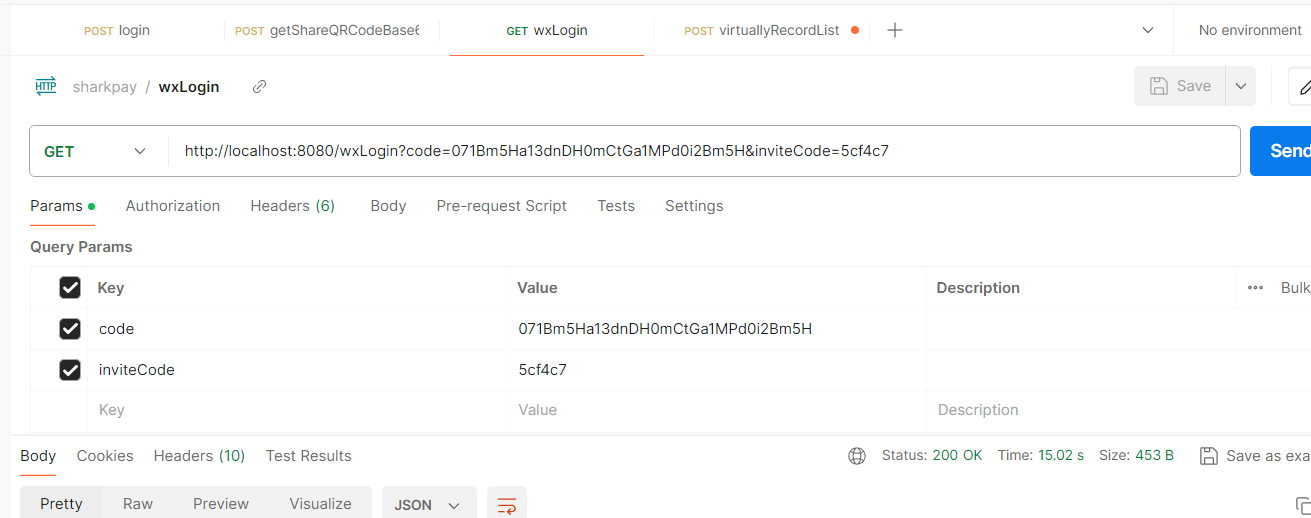 POST login POST getShareQRCodeBase6 GET wxLogin POST virtuallyRecordList No environment
HTTP sharkpay / wxLogin Save
GET http://localhost:8080/wxLogin?code=071Bm5Ha13dnDH0mCtGa1MPd0i2Bm5H&inviteCode=5cf4c7 Send
Params Authorization Headers (6) Body Pre-request Script Tests Settings
Query Params
Key Value Description Bulk
code 071Bm5Ha13dnDH0mCtGa1MPd0i2Bm5H
inviteCode 5cf4c7
Key Value Description
Body Cookies Headers (10) Test Results Status: 200 OK Time: 15.02 s Size: 453 B Save as exa
Pretty Raw Preview Visualize JSON